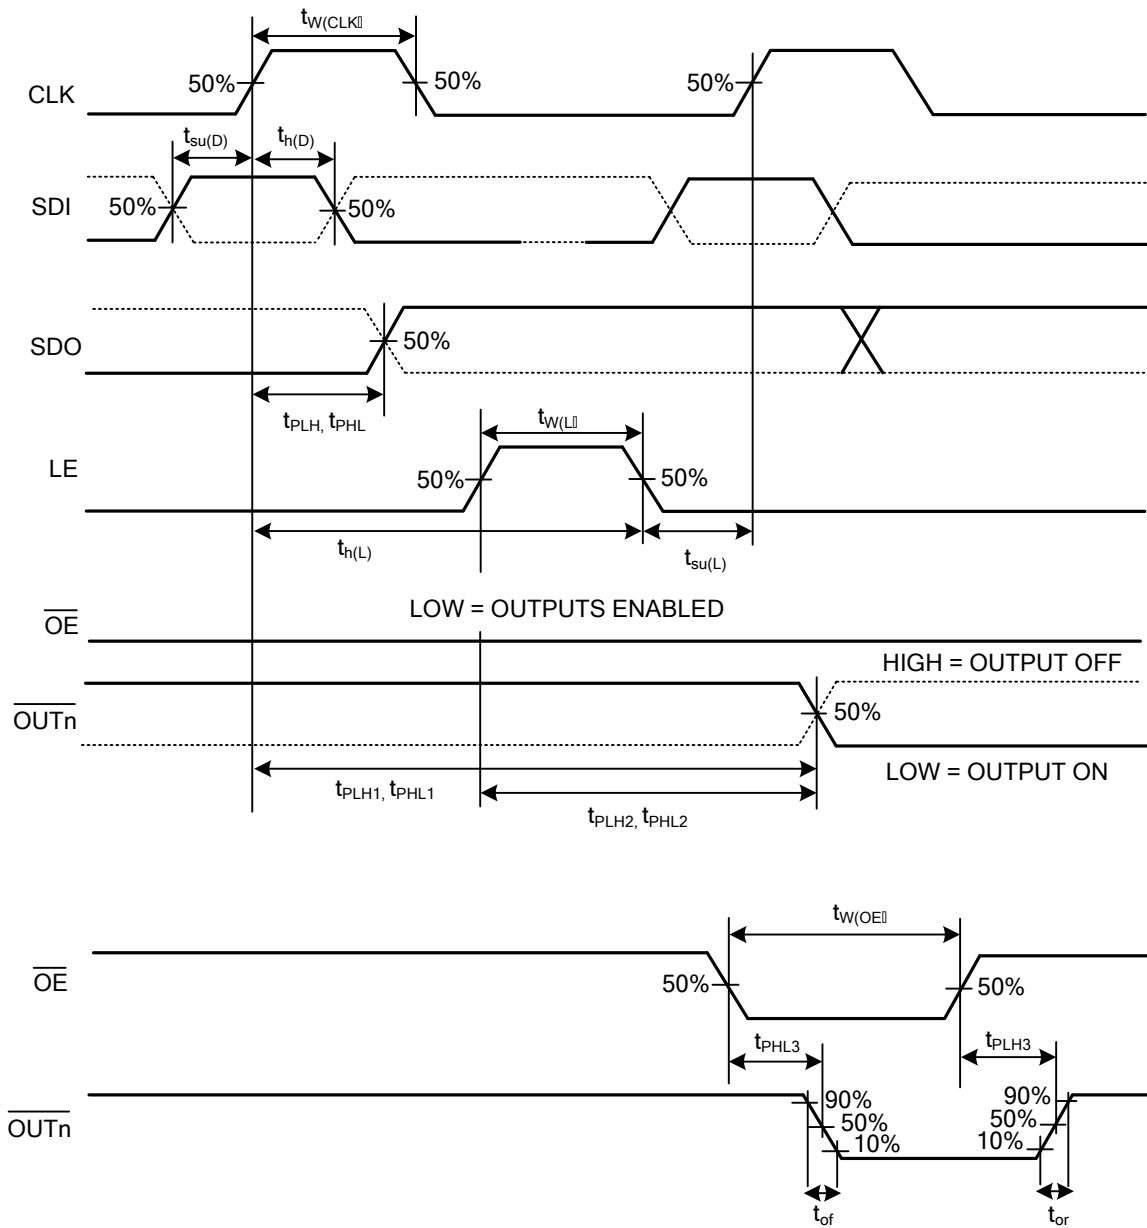 tW(CLK
50%
50%
50%
CLK
tsu(D)
th(D)
50%
50%
SDI
50%
SDO
tPLH, tPHL
tW(L
LE
50%
50%
th(L)
tsu(L)
LOW = OUTPUTS ENABLED
OE
HIGH = OUTPUT OFF
OUTn
50%
LOW = OUTPUT ON
tPLH1, tPHL1
tPLH2, tPHL2
tW(OE
OE
50%
50%
tPHL3
tPLH3
90%
90%
50%
50%
OUTn
10%
10%
tof
tor